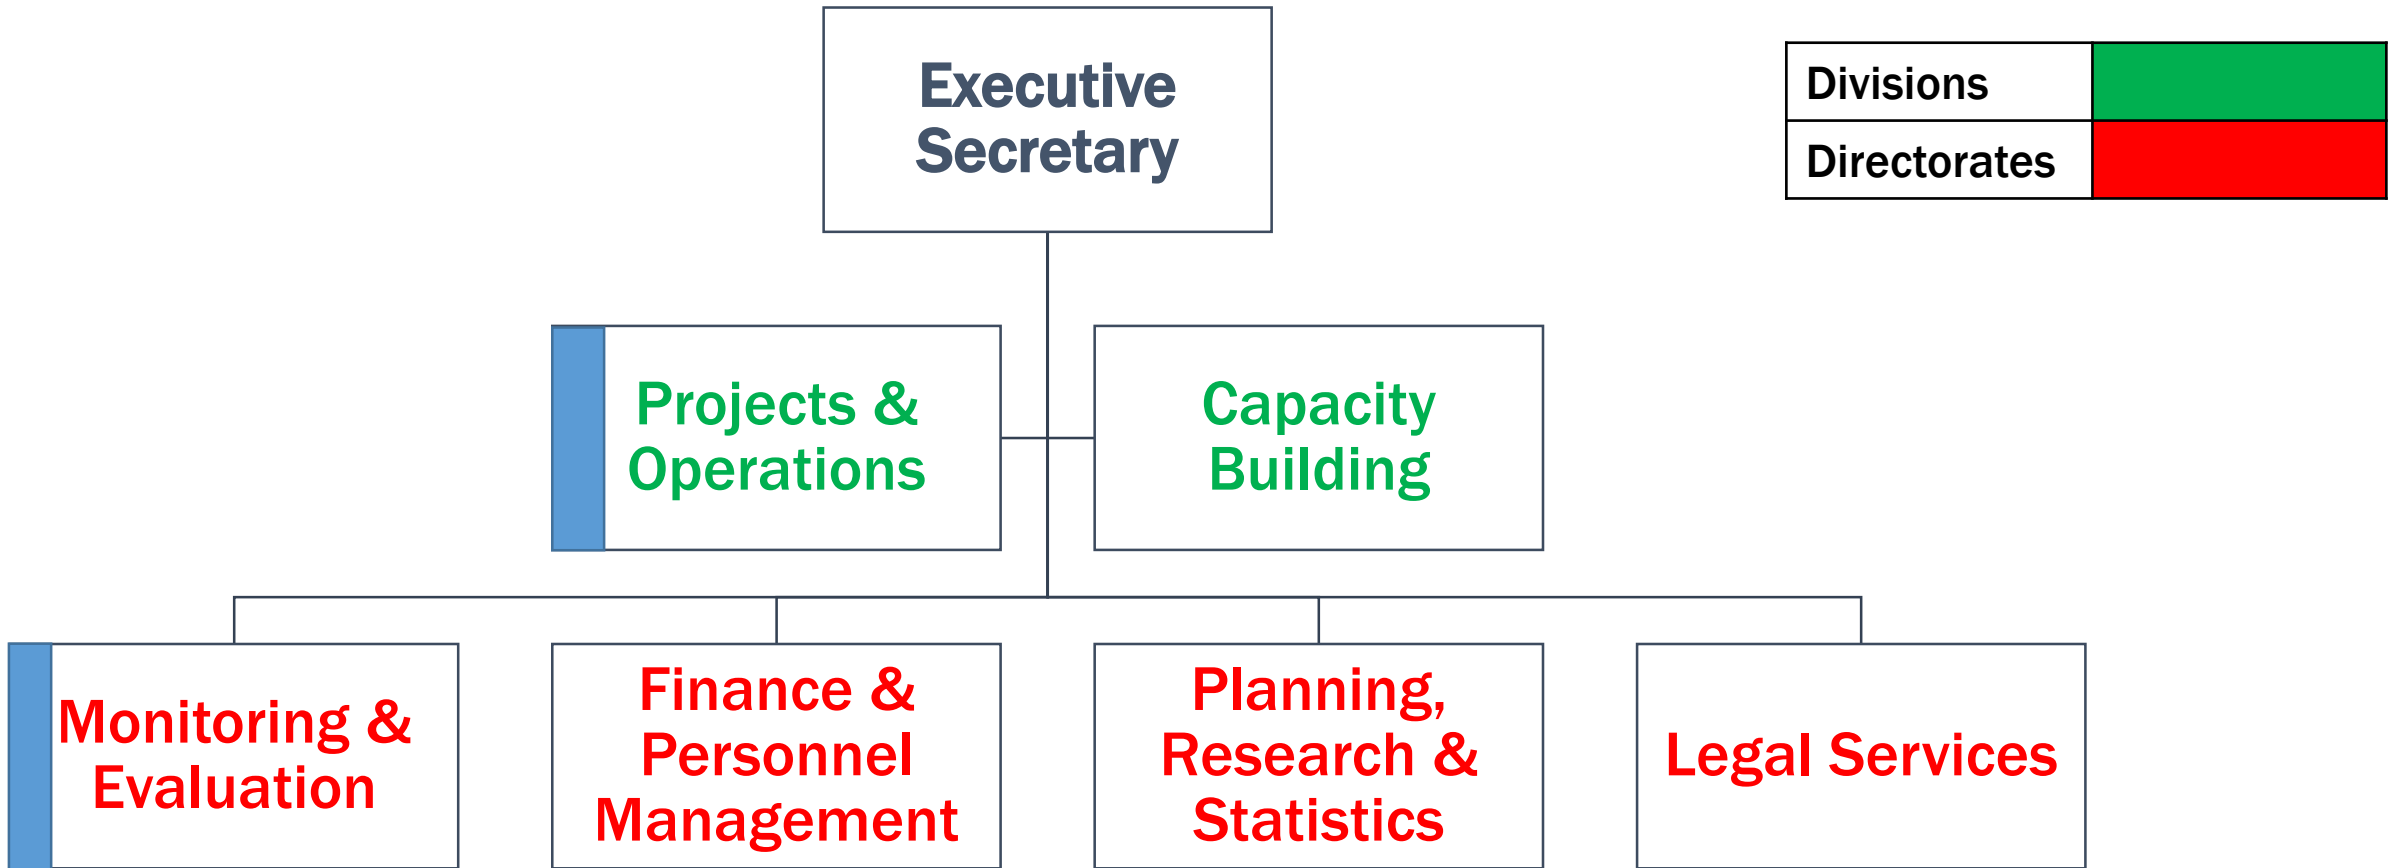 Executive
Secretary
Divisions
Directorates
Projects &
Operations
Capacity
Building
Monitoring &
Evaluation
Finance &
Personnel
Management
Planning,
Research &
Statistics
Legal Services